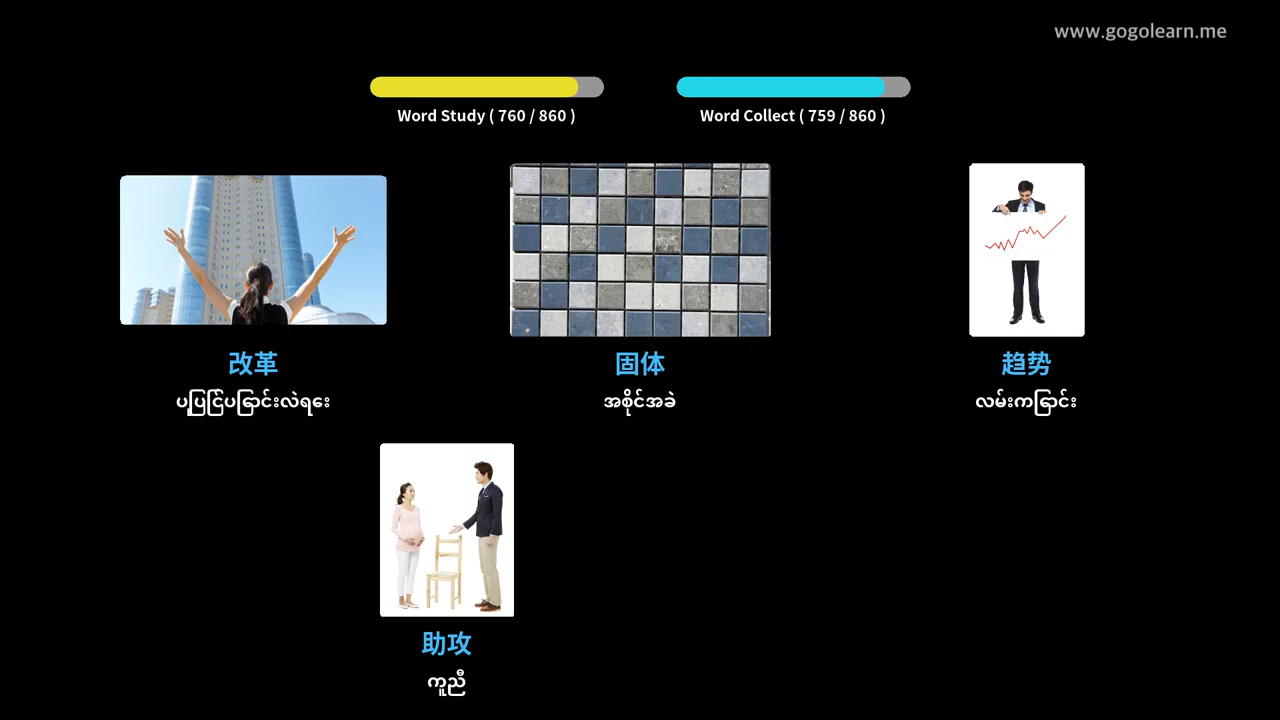 www.gogolearn.me
Word Study ( 760 / 860 )
Word Collect ( 759 / 860 )
改革
ပြုပြင်ပြောင်းလဲရေး
固体
အစိုင်အခဲ
趋势
လမ်းကြောင်း
助攻
ကူညီ